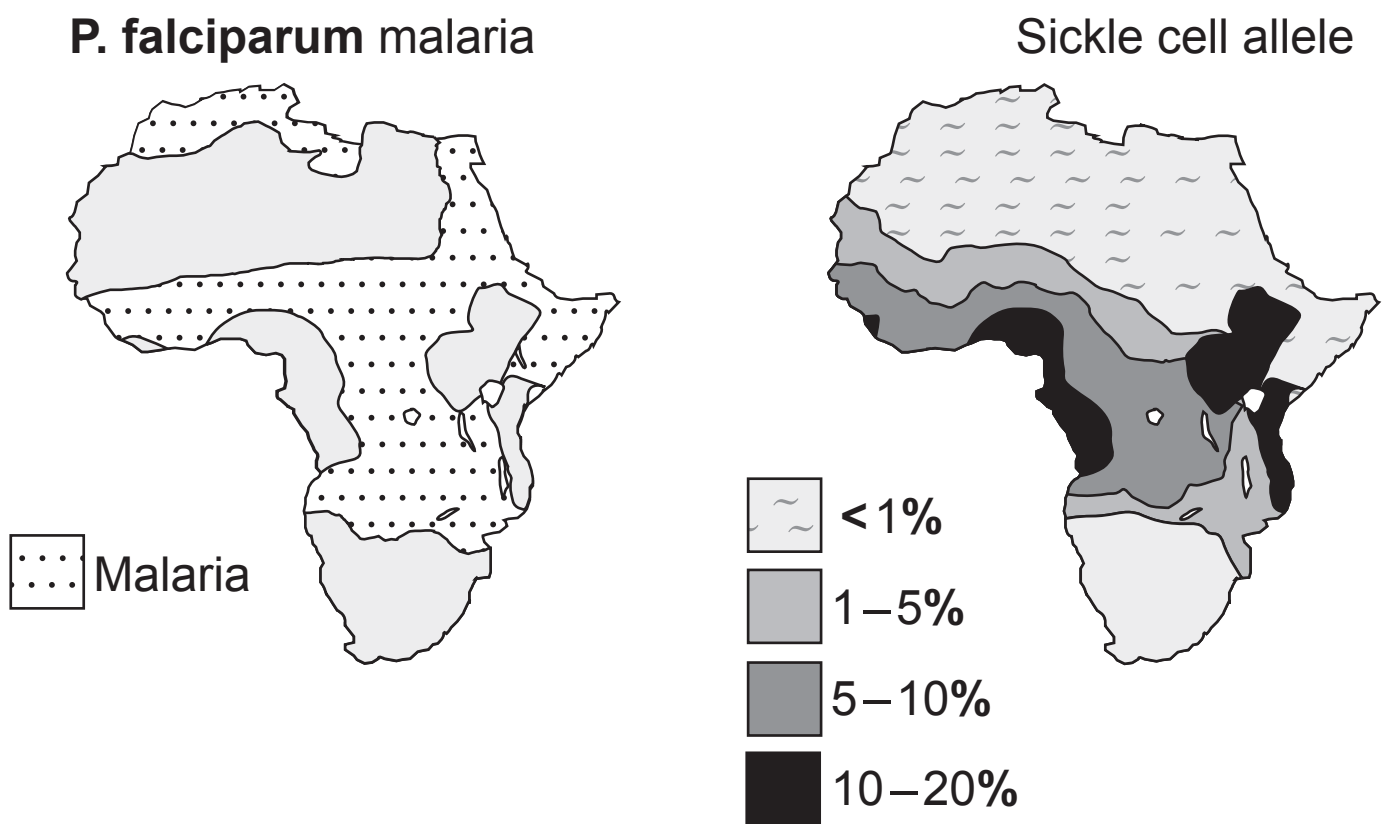 P. falciparum malaria
Sickle cell allele
Malaria
<1%
1–5%
5–10%
10–20%